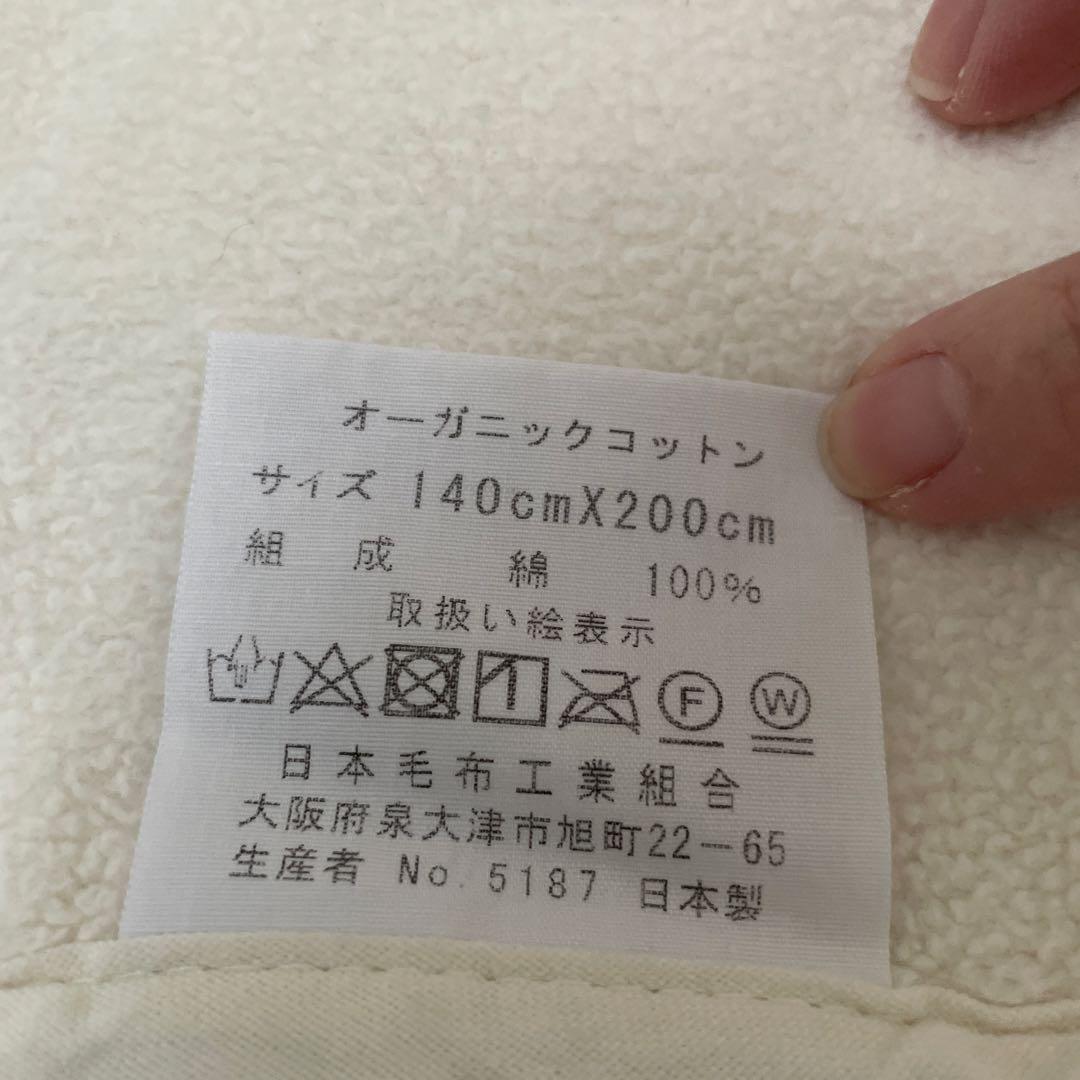 オーガニックコットン
サイズ 140cmX200cm
組 成 綿 100%
取扱い絵表示
F W
日本毛布工業組合
大阪府泉大津市旭町22-65
生産者 No.5187 日本製